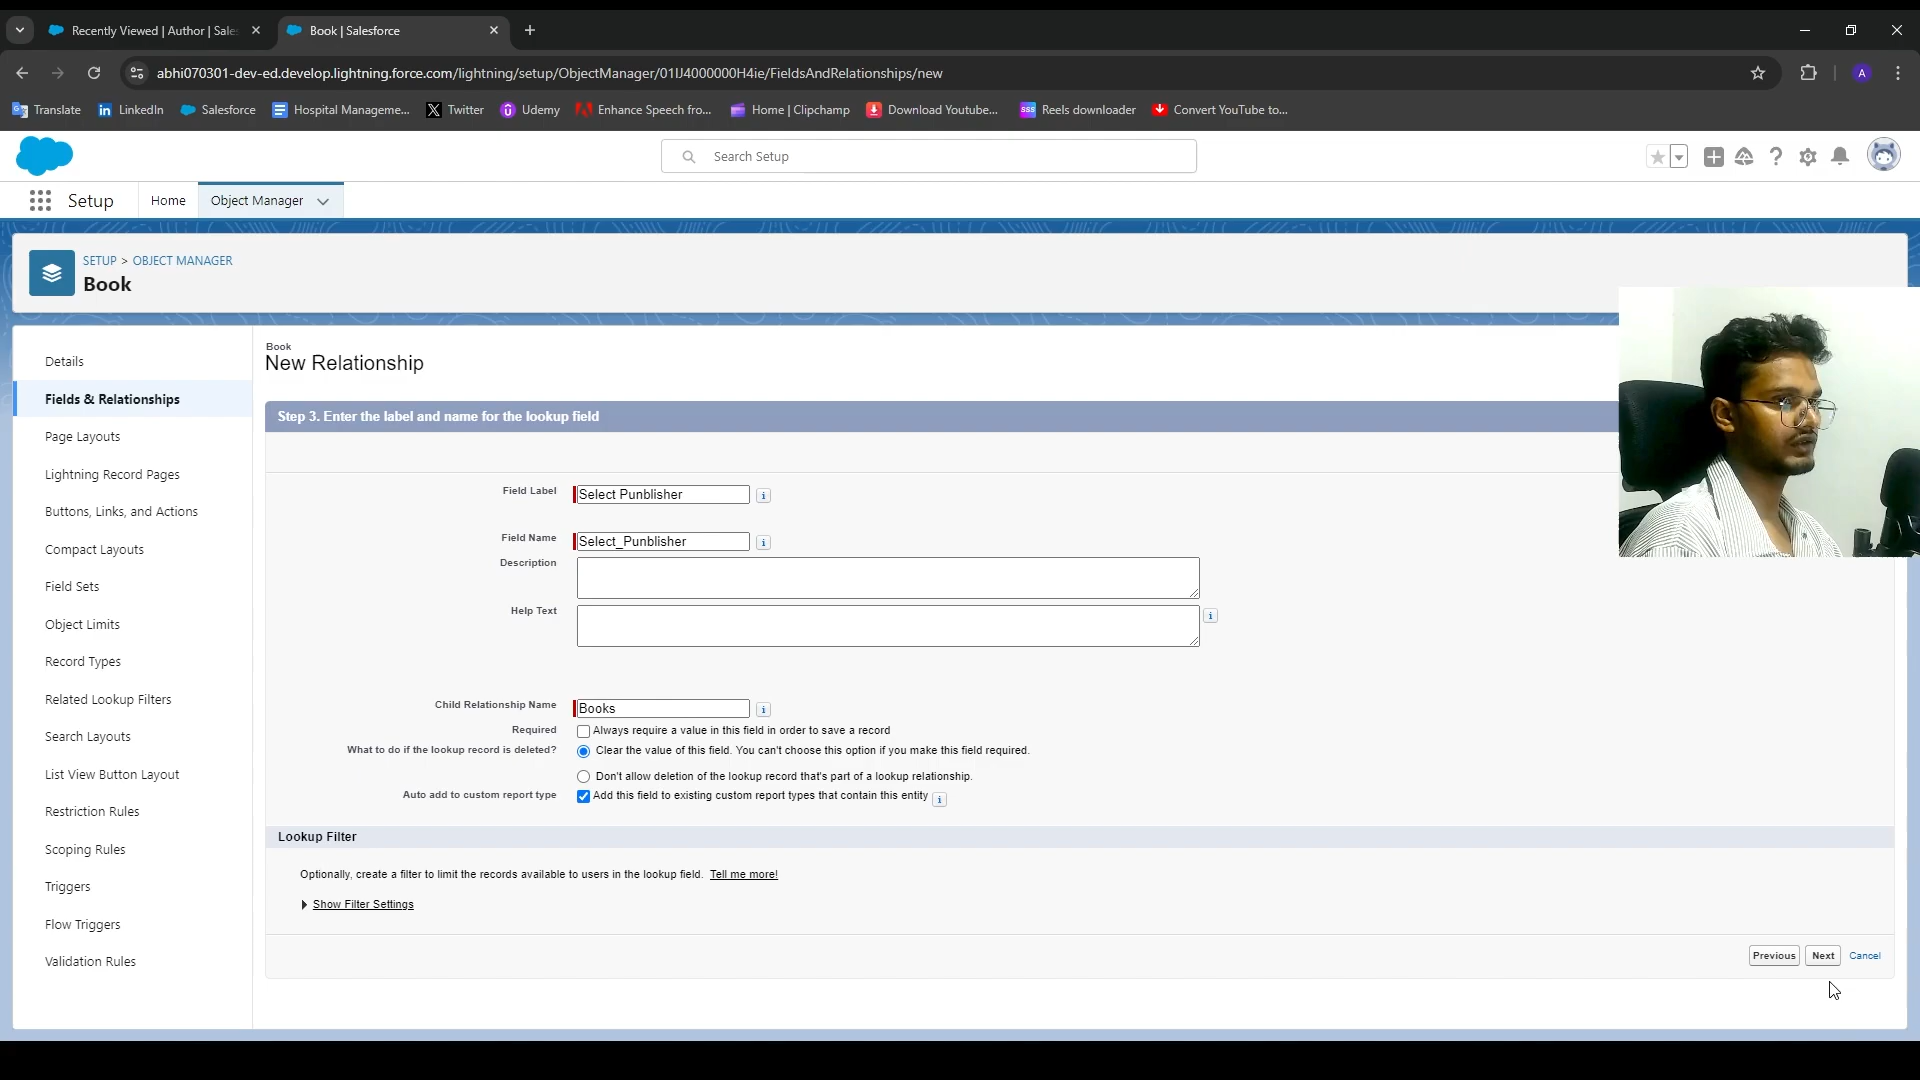 Recently Viewed | Author | Sale
Book | Salesforce
abhi070301-dev-ed.develop.lightning.force.com/lightning/setup/ObjectManager/01IJ4000000H4ie/FieldsAndRelationships/new
A
Translate
LinkedIn
Salesforce
Hospital Manageme...
Twitter
Udemy
Enhance Speech fro...
Home | Clipchamp
Download Youtube...
Reels downloader
Convert YouTube to...
Search Setup
Setup
Home
Object Manager
SETUP > OBJECT MANAGER
Book
Details
Fields & Relationships
Page Layouts
Lightning Record Pages
Buttons, Links, and Actions
Compact Layouts
Field Sets
Object Limits
Record Types
Related Lookup Filters
Search Layouts
List View Button Layout
Restriction Rules
Scoping Rules
Triggers
Flow Triggers
Validation Rules
Book
New Relationship
Step 3. Enter the label and name for the lookup field
Field Label Select Punblisher
Field Name Select_Punblisher
Description
Help Text
Child Relationship Name Books
Required Always require a value in this field in order to save a record
What to do if the lookup record is deleted? Clear the value of this field. You can't choose this option if you make this field required.
Don't allow deletion of the lookup record that's part of a lookup relationship.
Auto add to custom report type Add this field to existing custom report types that contain this entity
Lookup Filter
Optionally, create a filter to limit the records available to users in the lookup field. Tell me more!
Show Filter Settings
Previous Next Cancel